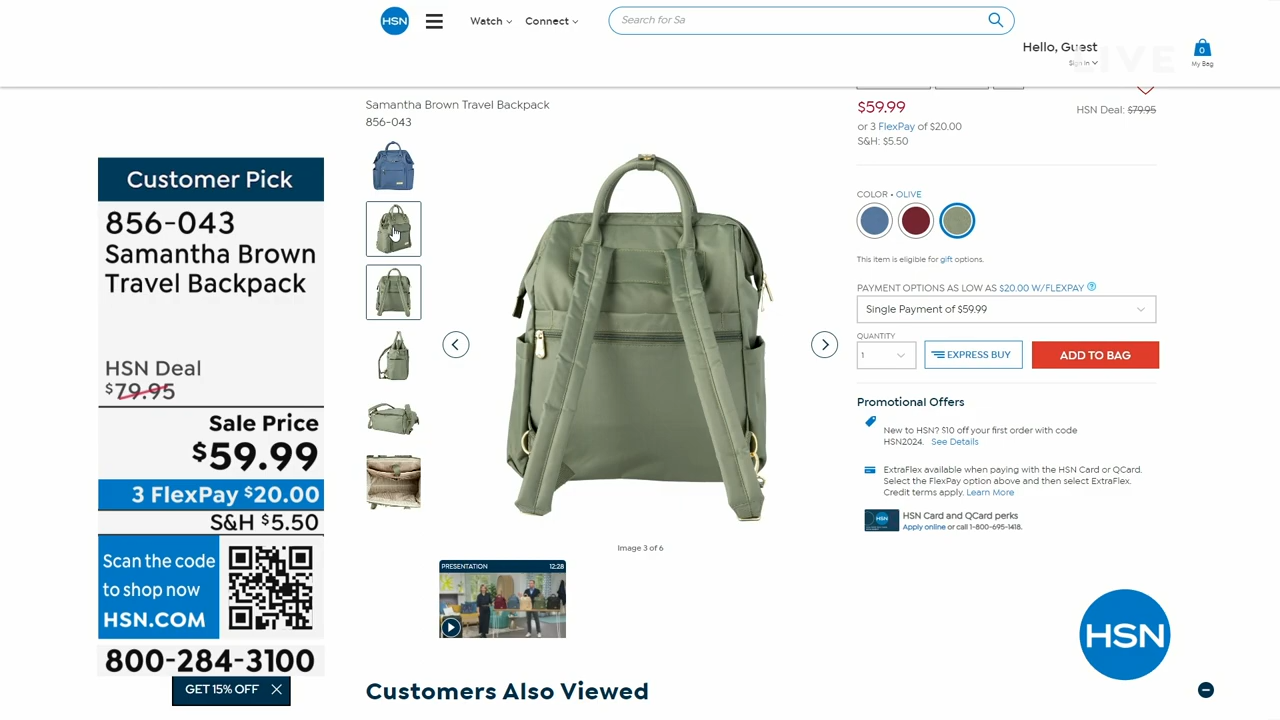 HSN
Watch
Connect
Search for Sa
Hello, Guest
Sign In
LIVE
0
My Bag
Samantha Brown Travel Backpack
856-043
$59.99
HSN Deal: $79.95
or 3 FlexPay of $20.00
S&H: $5.50
Customer Pick
856-043
Samantha Brown
Travel Backpack
HSN Deal
$79.95
Sale Price
$59.99
3 FlexPay $20.00
S&H $5.50
Scan the code
to shop now
HSN.COM
800-284-3100
GET 15% OFF
COLOR • OLIVE
This item is eligible for gift options.
PAYMENT OPTIONS AS LOW AS $20.00 W/FLEXPAY
Single Payment of $59.99
QUANTITY
1
EXPRESS BUY
ADD TO BAG
Promotional Offers
New to HSN? $10 off your first order with code
HSN2024. See Details
ExtraFlex available when paying with the HSN Card or QCard.
Select the FlexPay option above and then select ExtraFlex.
Credit terms apply. Learn More
HSN
HSN Card and QCard perks
Apply online or call 1-800-695-1418.
Image 3 of 6
PRESENTATION 12:28
HSN
Customers Also Viewed